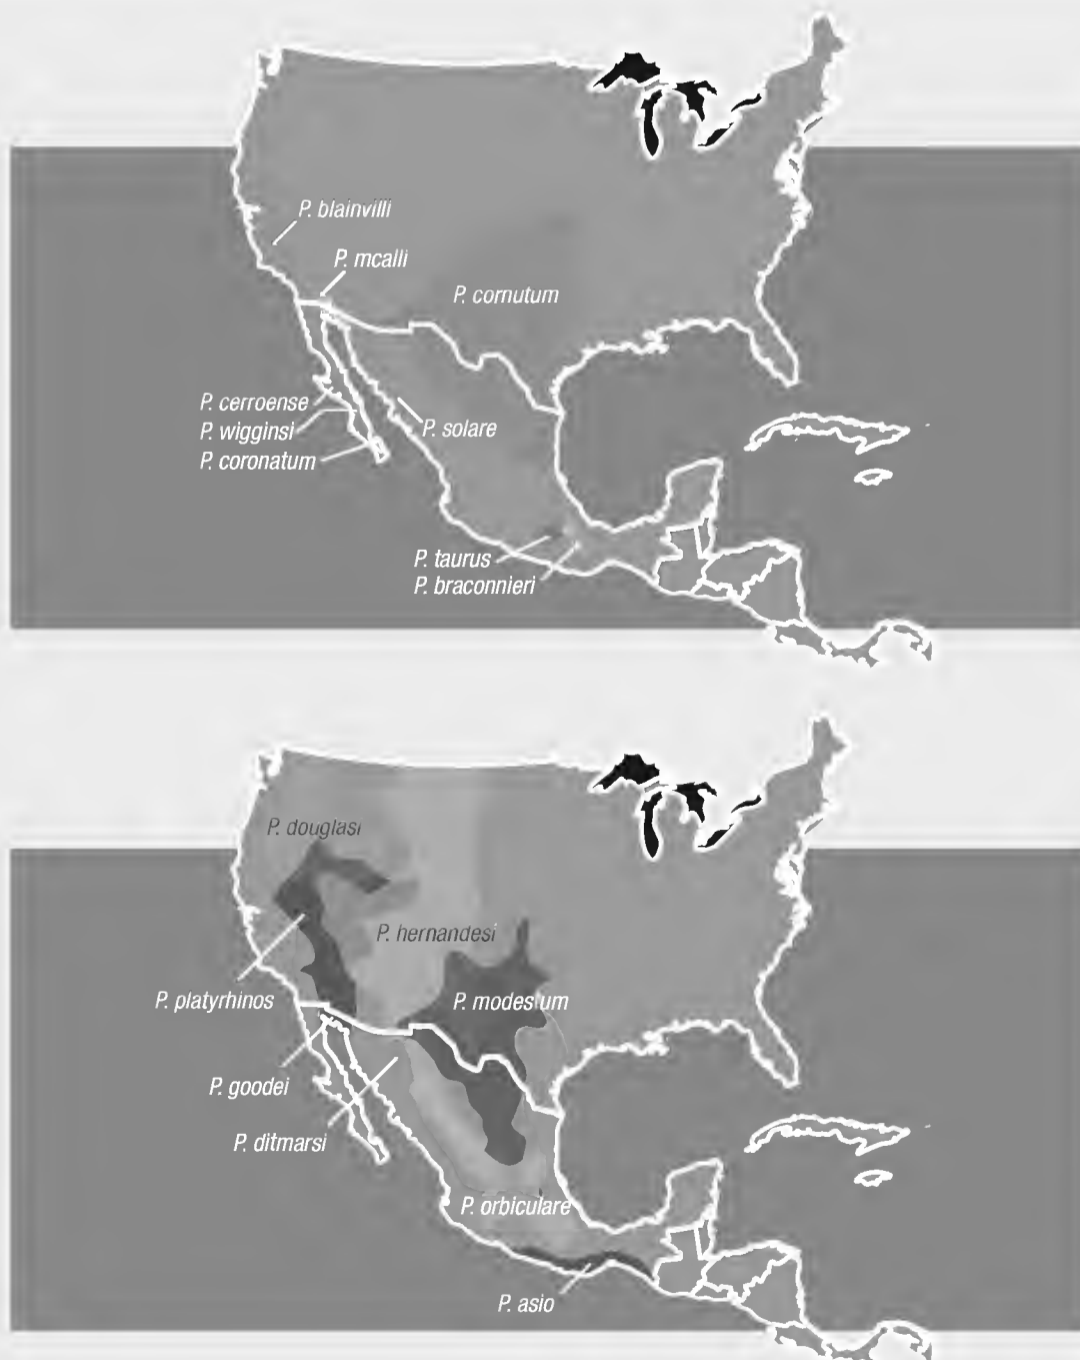 P. blainvilli
P. mcalli
P. cornutum
P. cerroense
P. wigginsi
P. coronatum
P. solare
P. taurus
P. braconnieri
P. douglasi
P. hernandesi
P. platyrhinos
P. modestum
P. goodei
P. ditmarsi
P. orbiculare
P. asio